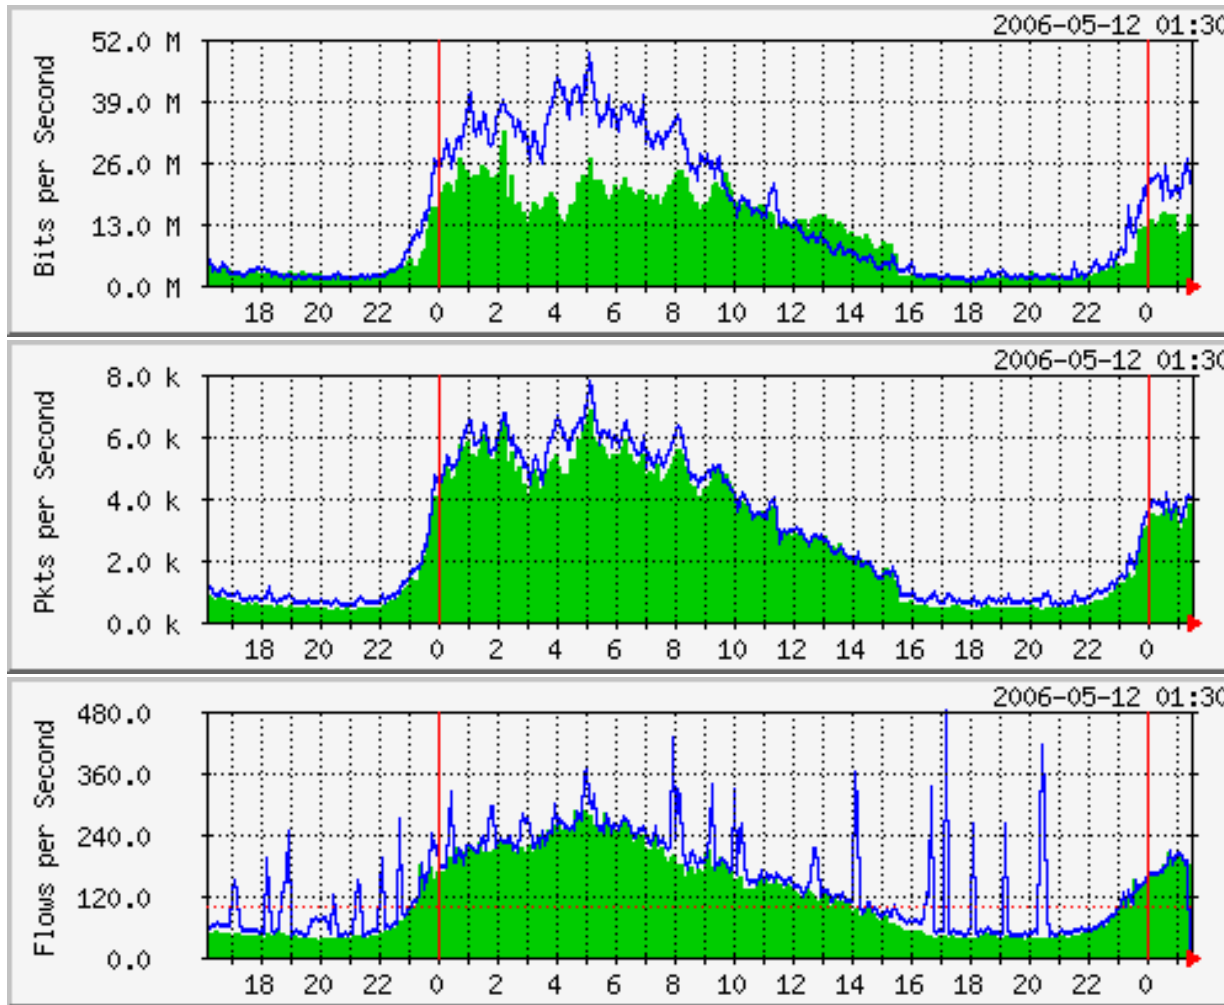 2006-05-12 01:30
Bits per Second
52.0 M
39.0 M
26.0 M
13.0 M
0.0 M
18 20 22 0 2 4 6 8 10 12 14 16 18 20 22 0
2006-05-12 01:30
Pkts per Second
8.0 k
6.0 k
4.0 k
2.0 k
0.0 k
18 20 22 0 2 4 6 8 10 12 14 16 18 20 22 0
2006-05-12 01:30
Flows per Second
480.0
360.0
240.0
120.0
0.0
18 20 22 0 2 4 6 8 10 12 14 16 18 20 22 0